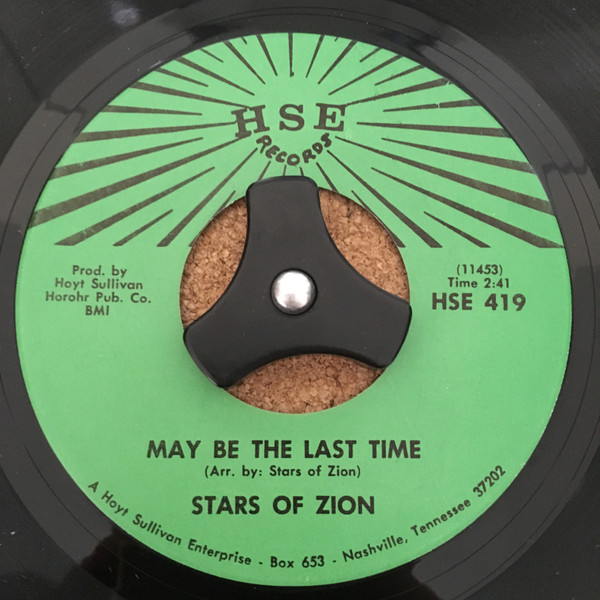 HSE
RECORDS
Prod. by
Hoyt Sullivan
Horohr Pub. Co.
BMI
(11453)
Time 2:41
HSE 419
MAY BE THE LAST TIME
(Arr. by: Stars of Zion)
STARS OF ZION
A Hoyt Sullivan Enterprise - Box 653 - Nashville, Tennessee 37202